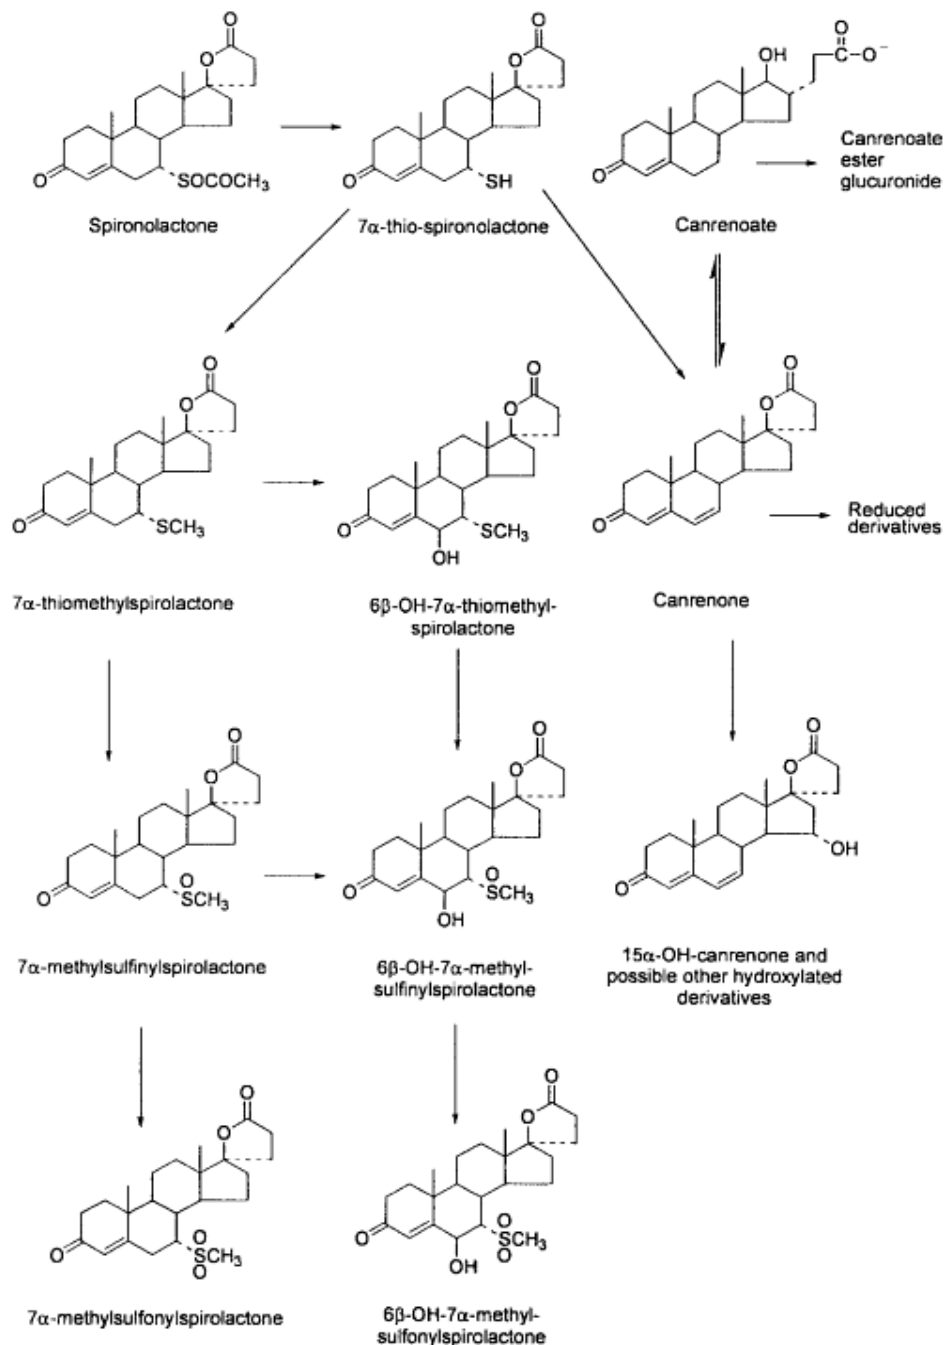 O
O
O
SOCOCH3
Spironolactone
O
O
O
SH
7α-thio-spironolactone
OH
O
C-O−
O
Canrenoate
Canrenoate
ester
glucuronide
O
O
O
SCH3
7α-thiomethylspirolactone
O
O
O
OH
SCH3
6β-OH-7α-thiomethyl-
spirolactone
O
O
O
Canrenone
Reduced
derivatives
O
O
O
O
SCH3
7α-methylsulfinylspirolactone
O
O
O
O
SCH3
OH
6β-OH-7α-methyl-
sulfinylspirolactone
O
O
O
OH
15α-OH-canrenone and
possible other hydroxylated
derivatives
O
O
O
O
SCH3
O
7α-methylsulfonylspirolactone
O
O
O
O
SCH3
O
OH
6β-OH-7α-methyl-
sulfonylspirolactone